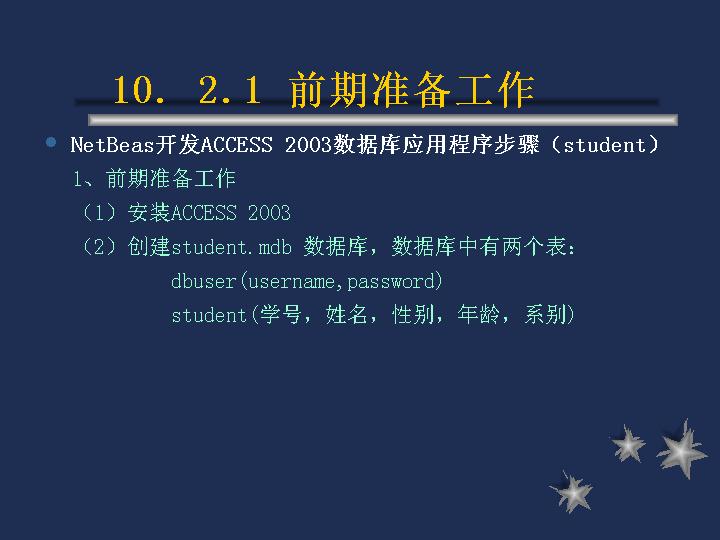 10. 2.1 前期准备工作
NetBeas开发ACCESS 2003数据库应用程序步骤（student）
1、前期准备工作
（1）安装ACCESS 2003
（2）创建student.mdb 数据库，数据库中有两个表：
dbuser(username,password)
student(学号，姓名，性别，年龄，系别)